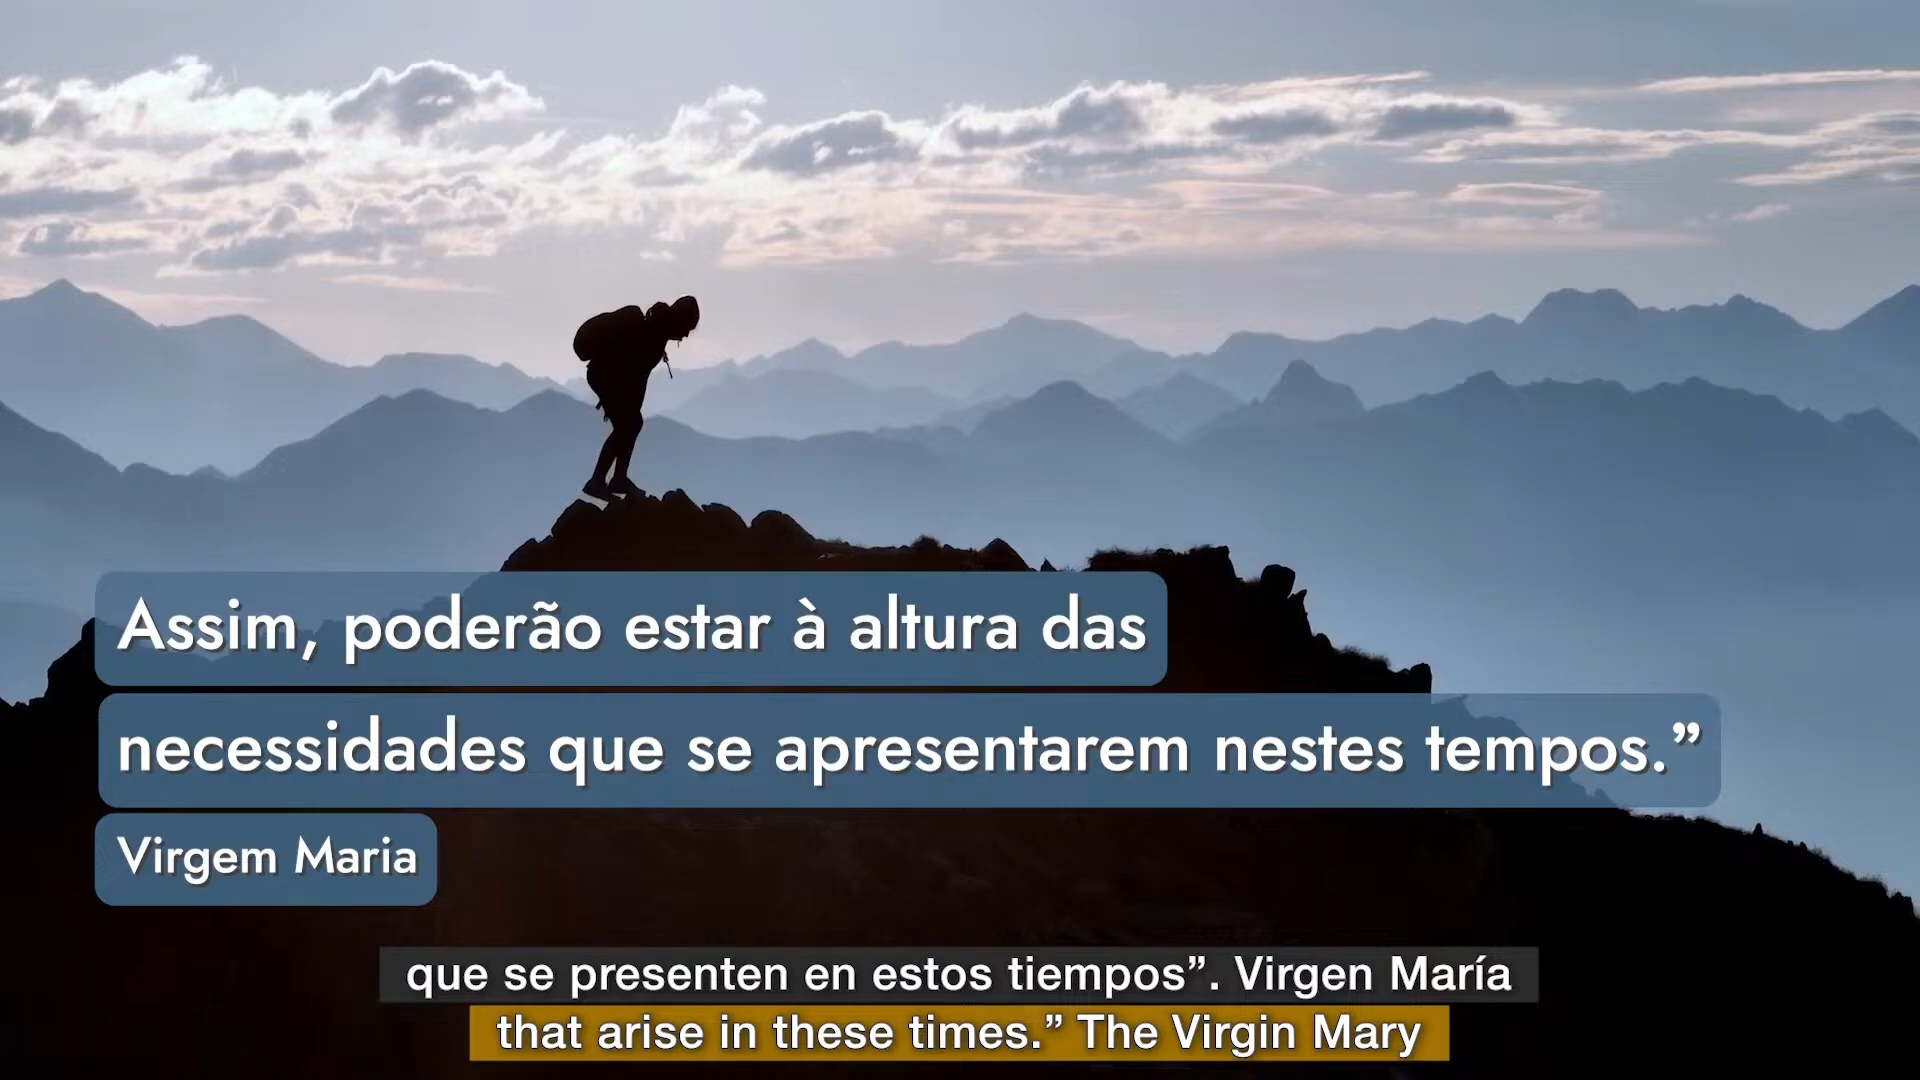 Assim, poderão estar à altura das
necessidades que se apresentarem nestes tempos.”
Virgem Maria
que se presenten en estos tiempos”. Virgen María
that arise in these times.” The Virgin Mary